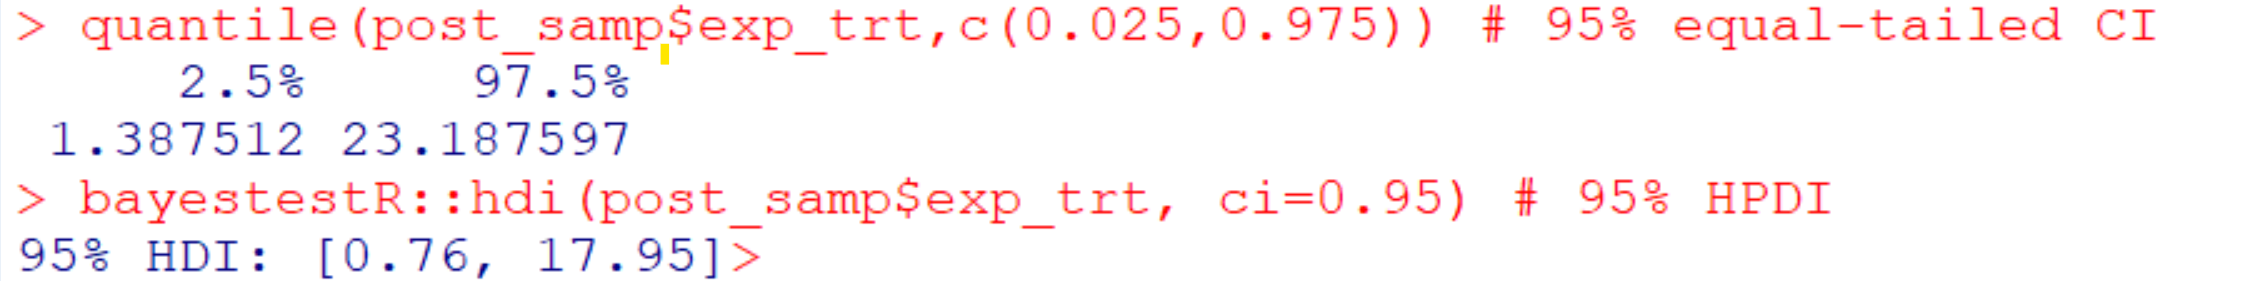 > quantile(post_samp$exp_trt,c(0.025,0.975)) # 95% equal-tailed CI
     2.5%     97.5%
 1.387512 23.187597
> bayestestR::hdi(post_samp$exp_trt, ci=0.95) # 95% HPDI
95% HDI: [0.76, 17.95]>